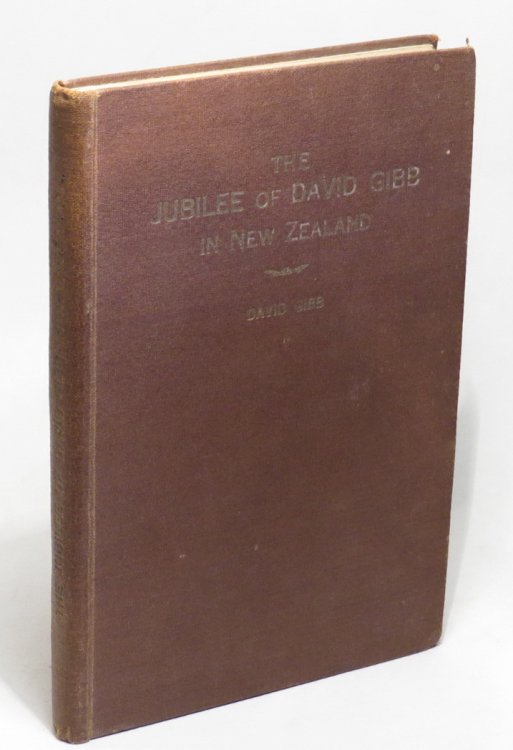 THE
JUBILEE OF DAVID GIBB
IN NEW ZEALAND
DAVID GIBB